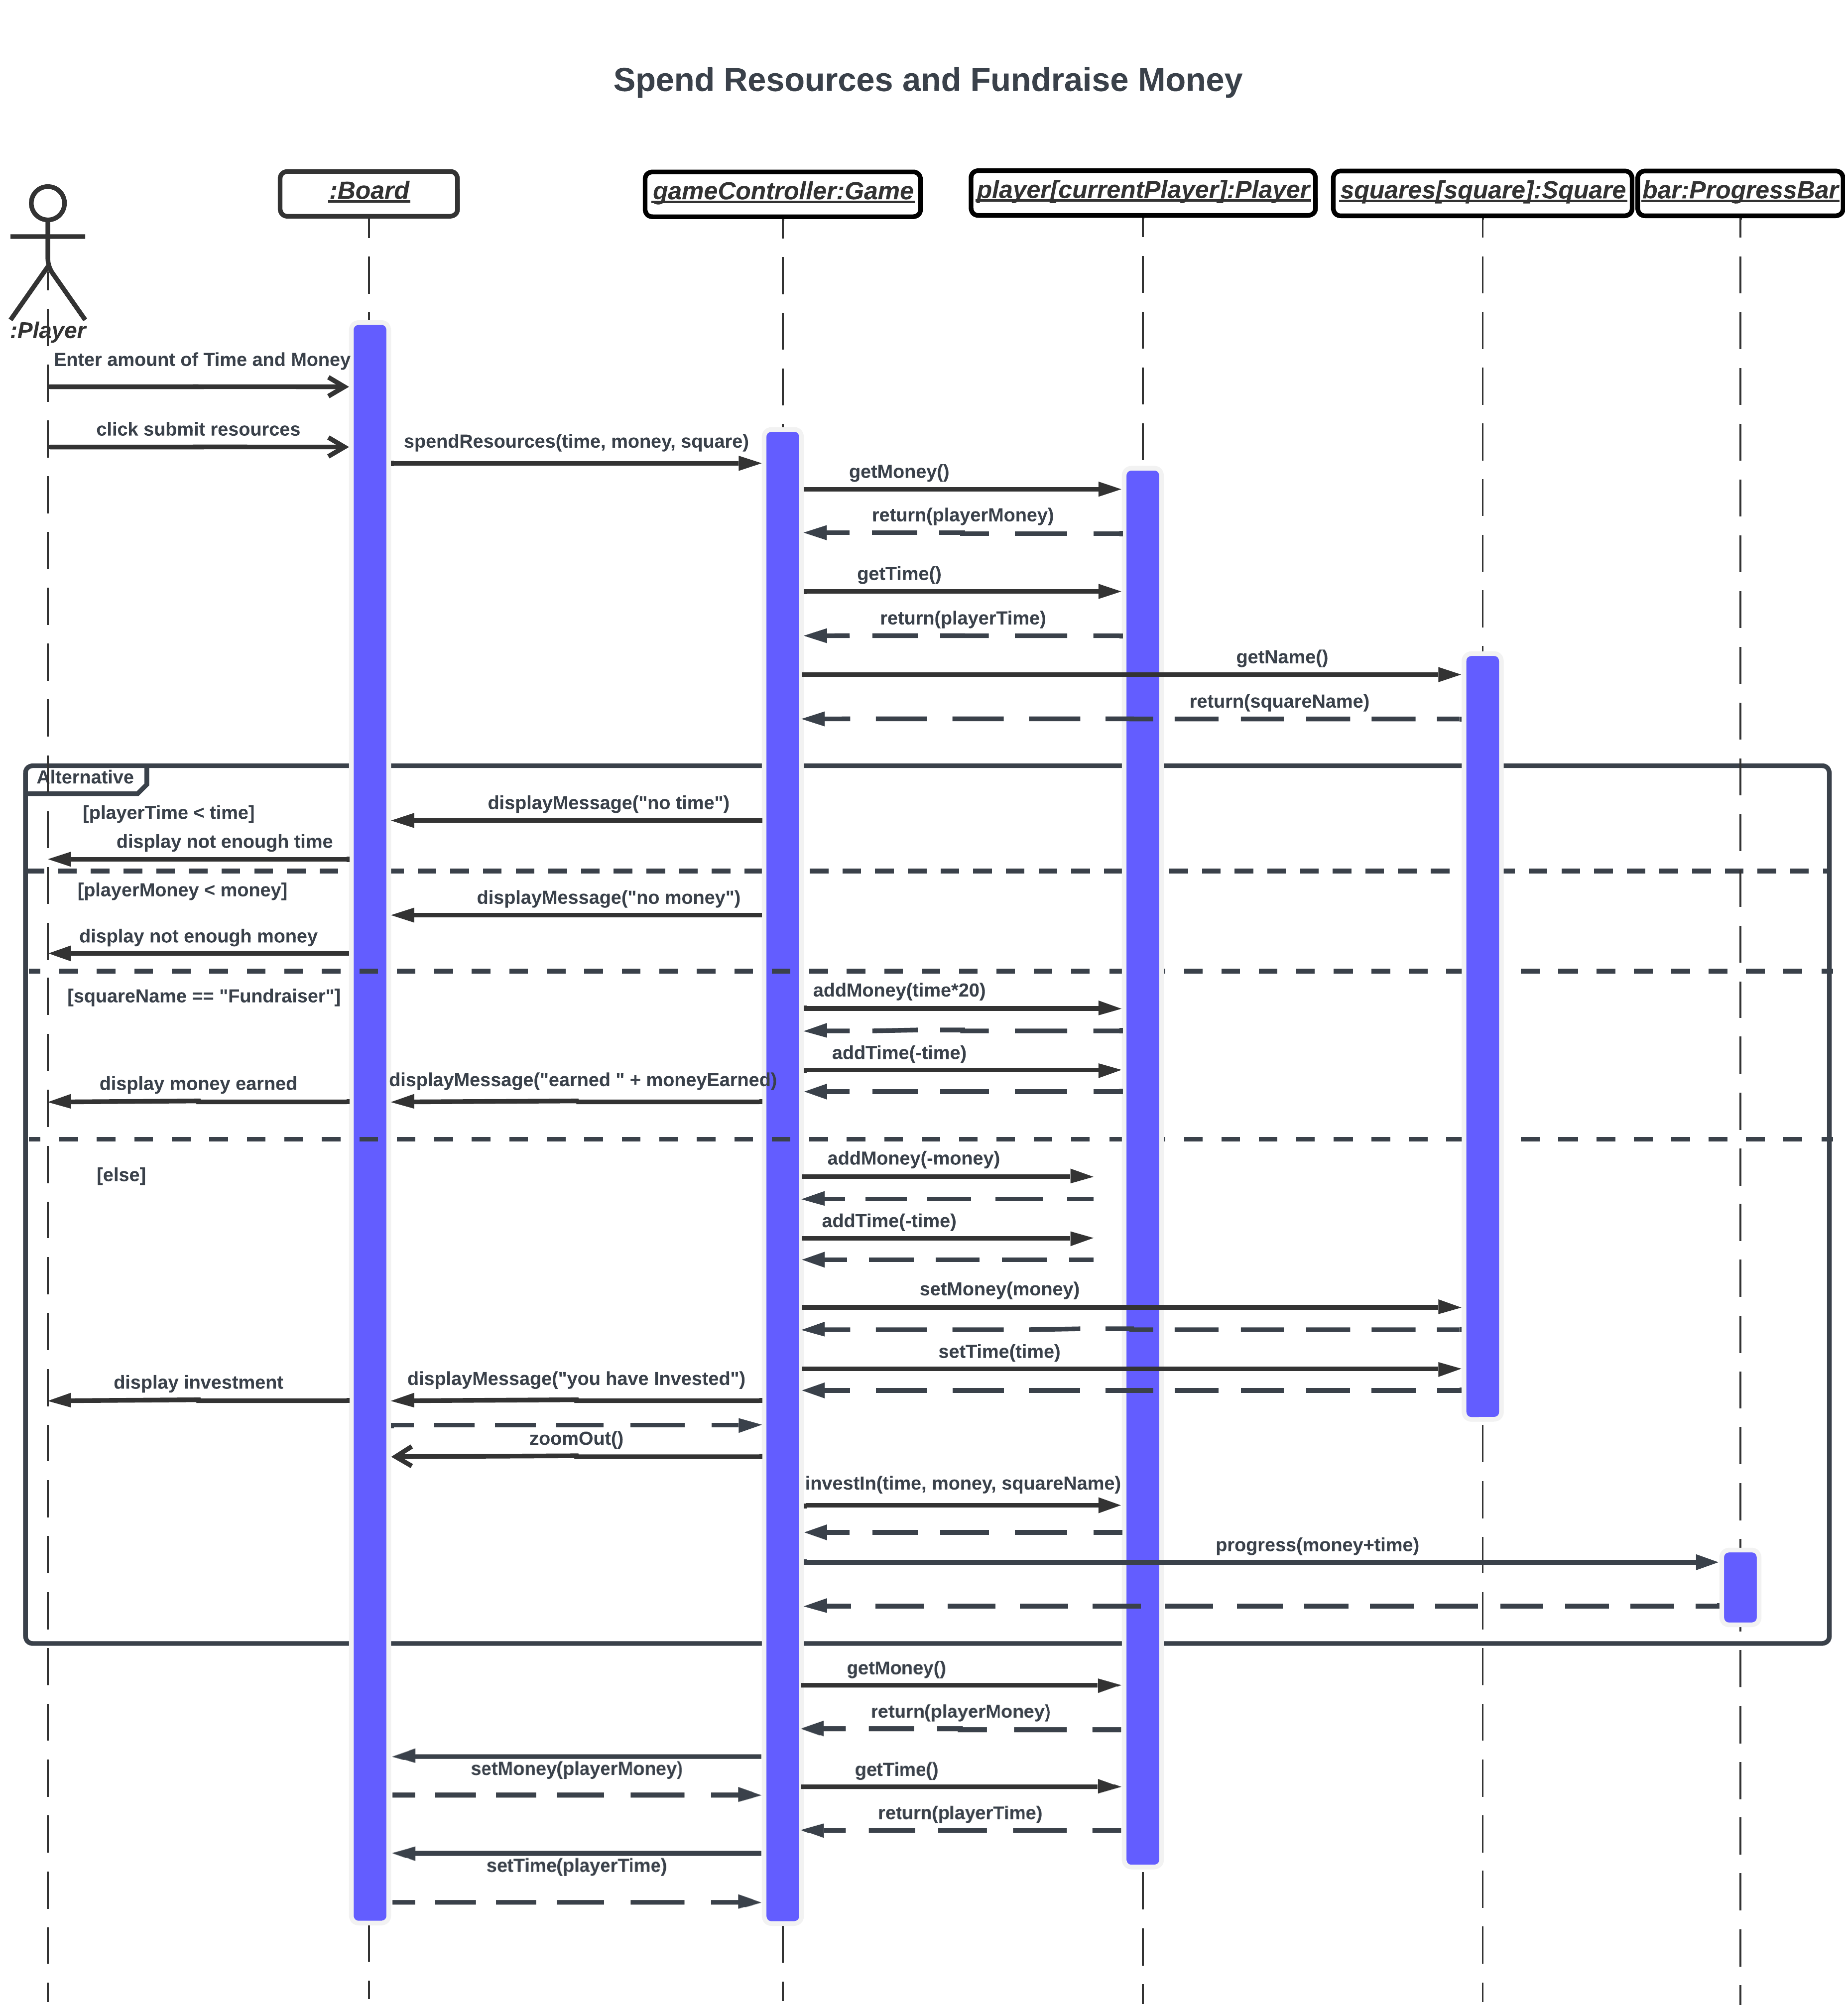 Spend Resources and Fundraise Money
:Board
gameController:Game
player[currentPlayer]:Player
squares[square]:Square
bar:ProgressBar
:Player
Enter amount of Time and Money
click submit resources
spendResources(time, money, square)
getMoney()
return(playerMoney)
getTime()
return(playerTime)
getName()
return(squareName)
Alternative
[playerTime < time]
displayMessage("no time")
display not enough time
[playerMoney < money]
displayMessage("no money")
display not enough money
[squareName == "Fundraiser"]
addMoney(time*20)
addTime(-time)
display money earned
displayMessage("earned " + moneyEarned)
[else]
addMoney(-money)
addTime(-time)
setMoney(money)
setTime(time)
display investment
displayMessage("you have Invested")
zoomOut()
investIn(time, money, squareName)
progress(money+time)
getMoney()
return(playerMoney)
setMoney(playerMoney)
getTime()
return(playerTime)
setTime(playerTime)